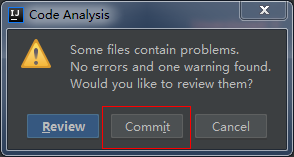 IJ Code Analysis
Some files contain problems.
No errors and one warning found.
Would you like to review them?
Review Commit Cancel